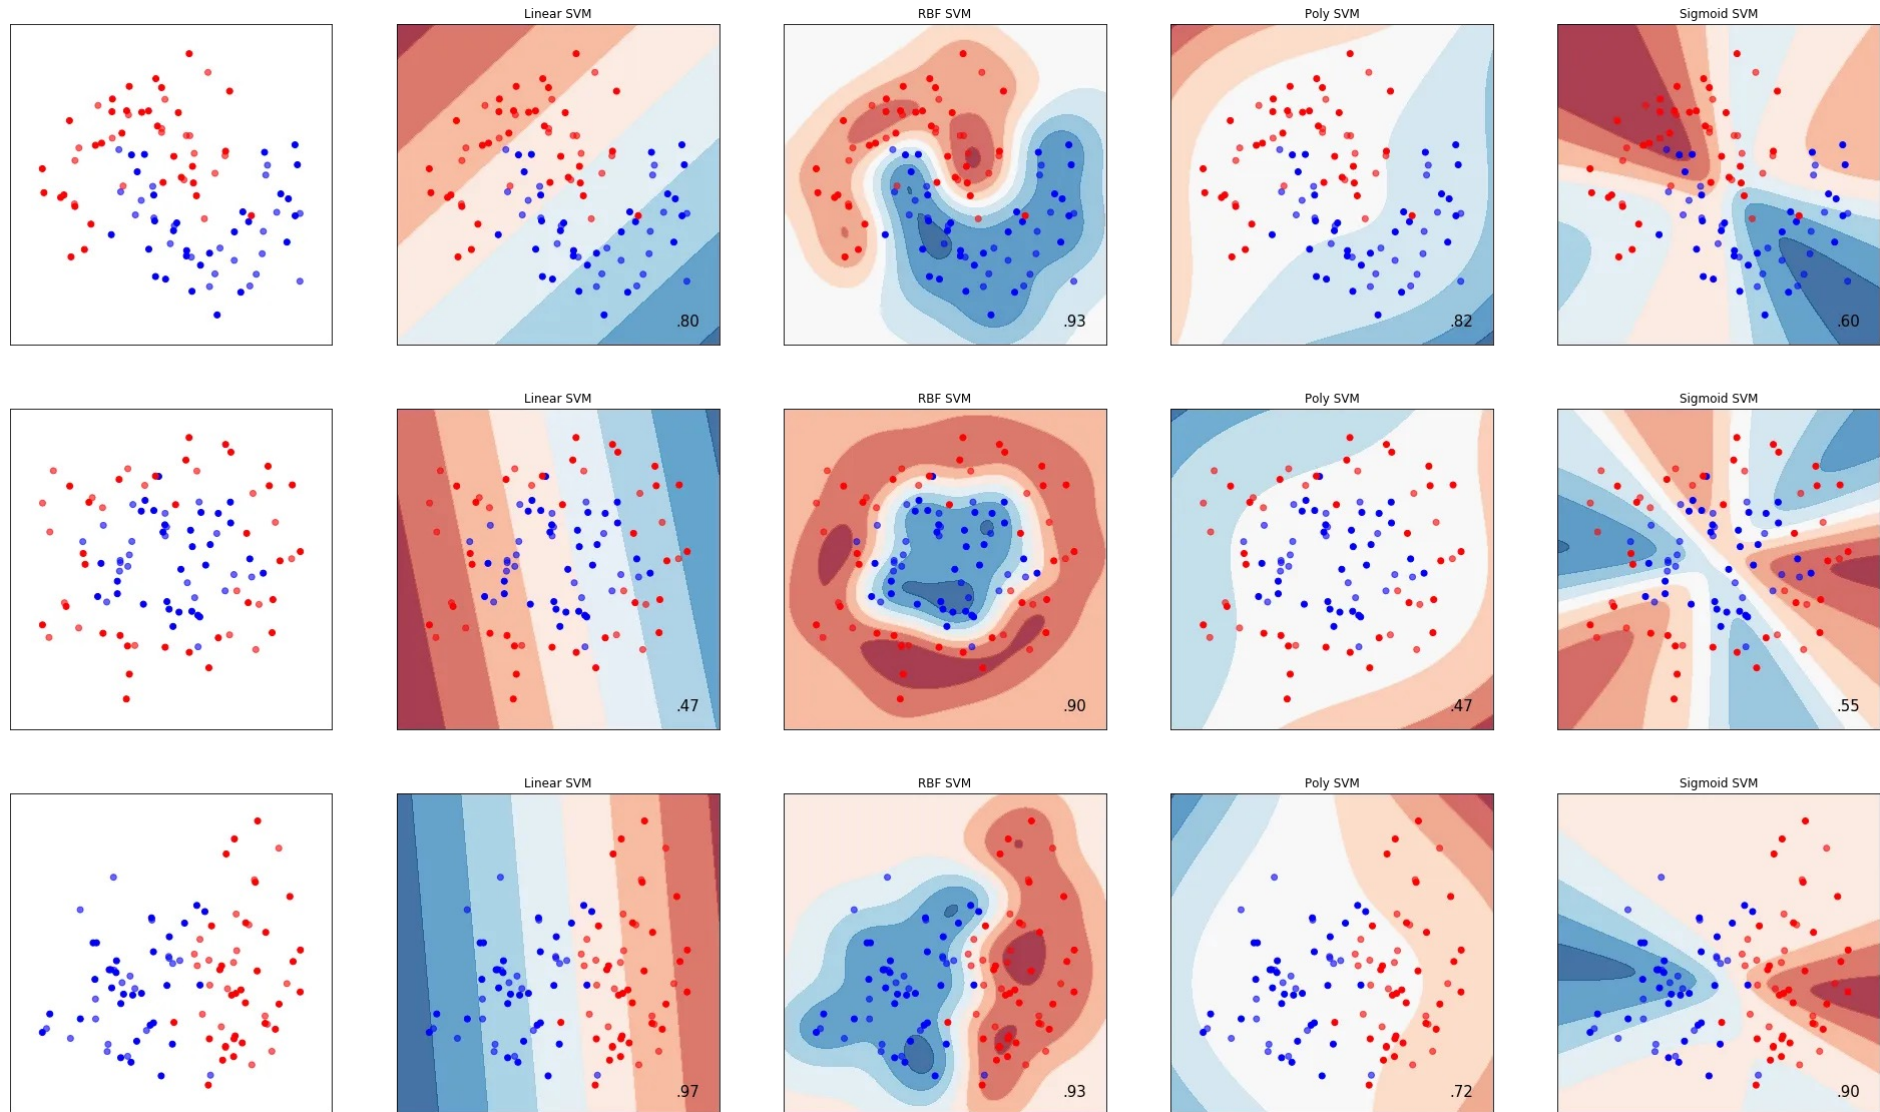 Linear SVM
RBF SVM
Poly SVM
Sigmoid SVM
.80
.93
.82
.60
Linear SVM
RBF SVM
Poly SVM
Sigmoid SVM
.47
.90
.47
.55
Linear SVM
RBF SVM
Poly SVM
Sigmoid SVM
.97
.93
.72
.90